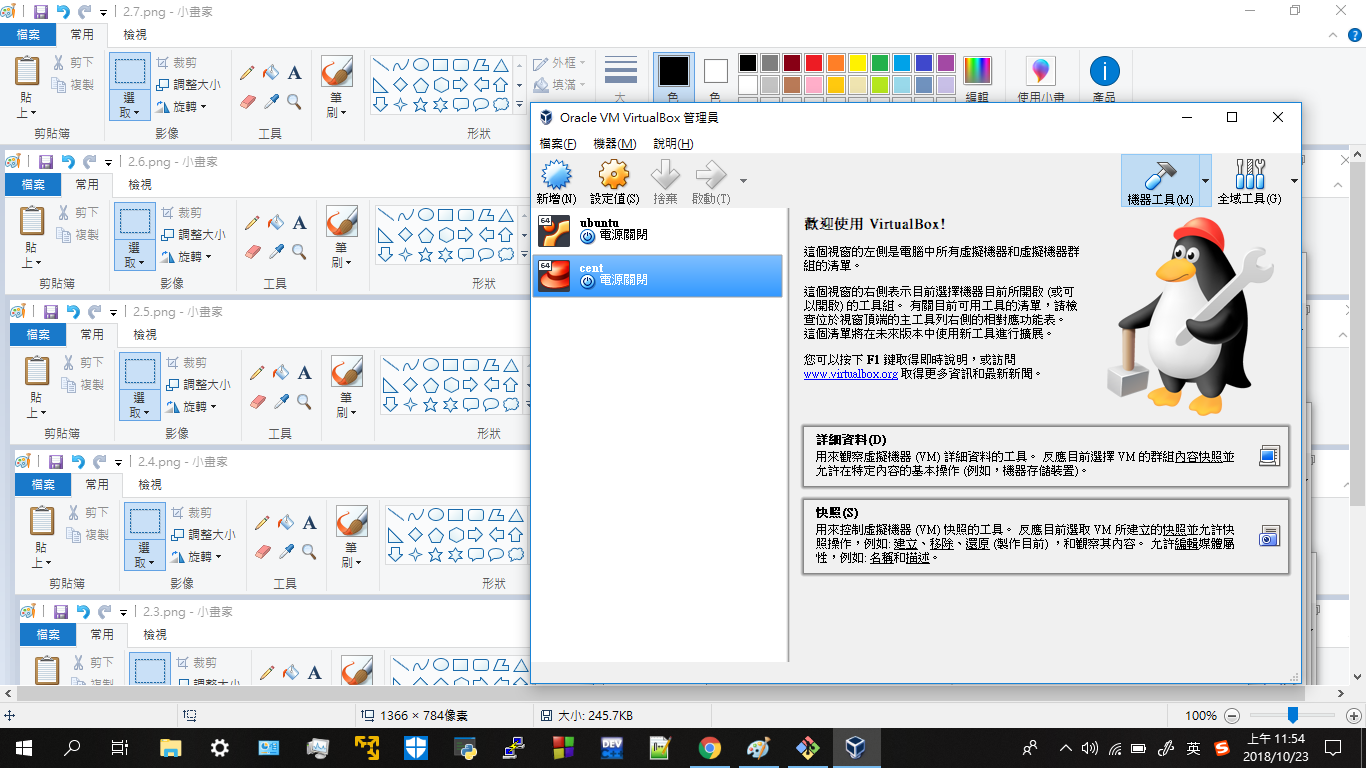 2.7.png - 小畫家
檔案 常用 檢視
貼上 剪下 複製 選取 裁剪 調整大小 旋轉 A 筆刷 外框 填滿 大 色 色 編輯 使用小畫 產品
剪貼簿 影像 工具 形狀
2.6.png - 小畫家
檔案 常用 檢視
貼上 剪下 複製 選取 裁剪 調整大小 旋轉 A 筆刷
剪貼簿 影像 工具 形狀
2.5.png - 小畫家
檔案 常用 檢視
貼上 剪下 複製 選取 裁剪 調整大小 旋轉 A 筆刷
剪貼簿 影像 工具 形狀
2.4.png - 小畫家
檔案 常用 檢視
貼上 剪下 複製 選取 裁剪 調整大小 旋轉 A 筆刷
剪貼簿 影像 工具 形狀
2.3.png - 小畫家
檔案 常用 檢視
剪下 複製 裁剪 調整大小 A
Oracle VM VirtualBox 管理員
檔案(F) 機器(M) 說明(H)
新增(N) 設定值(S) 捨棄 啟動(T) 機器工具(M) 全域工具(G)
64 ubuntu
電源關閉
64 cent
電源關閉
歡迎使用 VirtualBox!
這個視窗的左側是電腦中所有虛擬機器和虛擬機器群
組的清單。
這個視窗的右側表示目前選擇機器目前所開啟 (或可
以開啟) 的工具組。 有關目前可用工具的清單，請檢
查位於視窗頂端的主工具列右側的相對應功能表。
這個清單將在未來版本中使用新工具進行擴展。
您可以按下 F1 鍵取得即時說明，或訪問
www.virtualbox.org 取得更多資訊和最新新聞。
詳細資料(D)
用來觀察虛擬機器 (VM) 詳細資料的工具。 反應目前選擇 VM 的群組內容快照並
允許在特定內容的基本操作 (例如，機器存儲裝置)。
快照(S)
用來控制虛擬機器 (VM) 快照的工具。 反應目前選取 VM 所建立的快照並允許快
照操作，例如: 建立、移除、還原 (製作目前) ，和觀察其內容。 允許編輯媒體屬
性，例如: 名稱和描述。
1366 × 784像素 大小: 245.7KB 100%
DEV 英 上午 11:54
2018/10/23